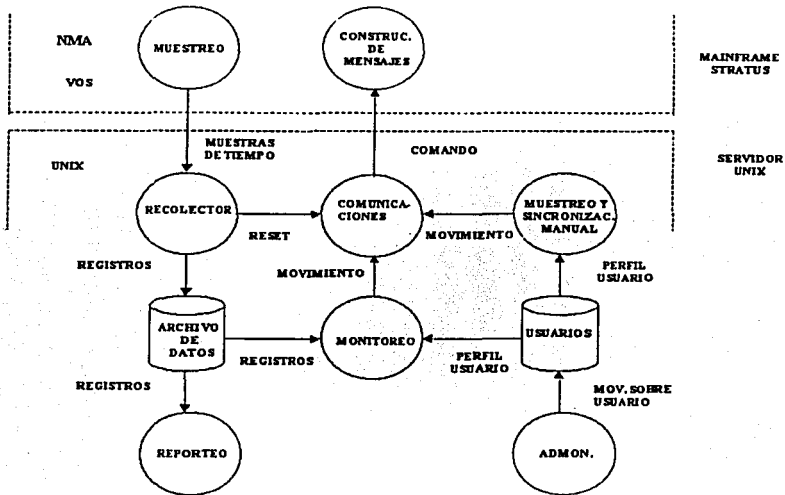 NMA
VOS
MUESTREO
CONSTRUC.
DE
MENSAJES
MAINFRAME
STRATUS
MUESTRAS
DE TIEMPO
COMANDO
UNIX
SERVIDOR
UNIX
RECOLECTOR
RESET
COMUNICA-
CIONES
MOVIMIENTO
MUESTREO Y
SINCRONIZAC.
MANUAL
REGISTROS
MOVIMIENTO
PERFIL
USUARIO
ARCHIVO
DE
DATOS
REGISTROS
MONITOREO
PERFIL
USUARIO
USUARIOS
REGISTROS
MOV. SOBRE
USUARIO
REPORTEO
ADMON.